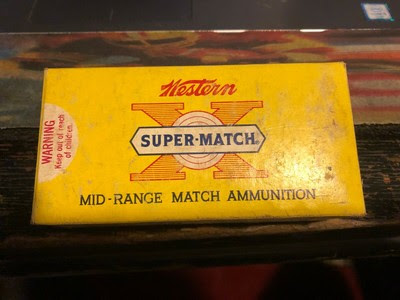 Western
X
SUPER-MATCH
MID-RANGE MATCH AMMUNITION
WARNING
Keep out of reach
of children.